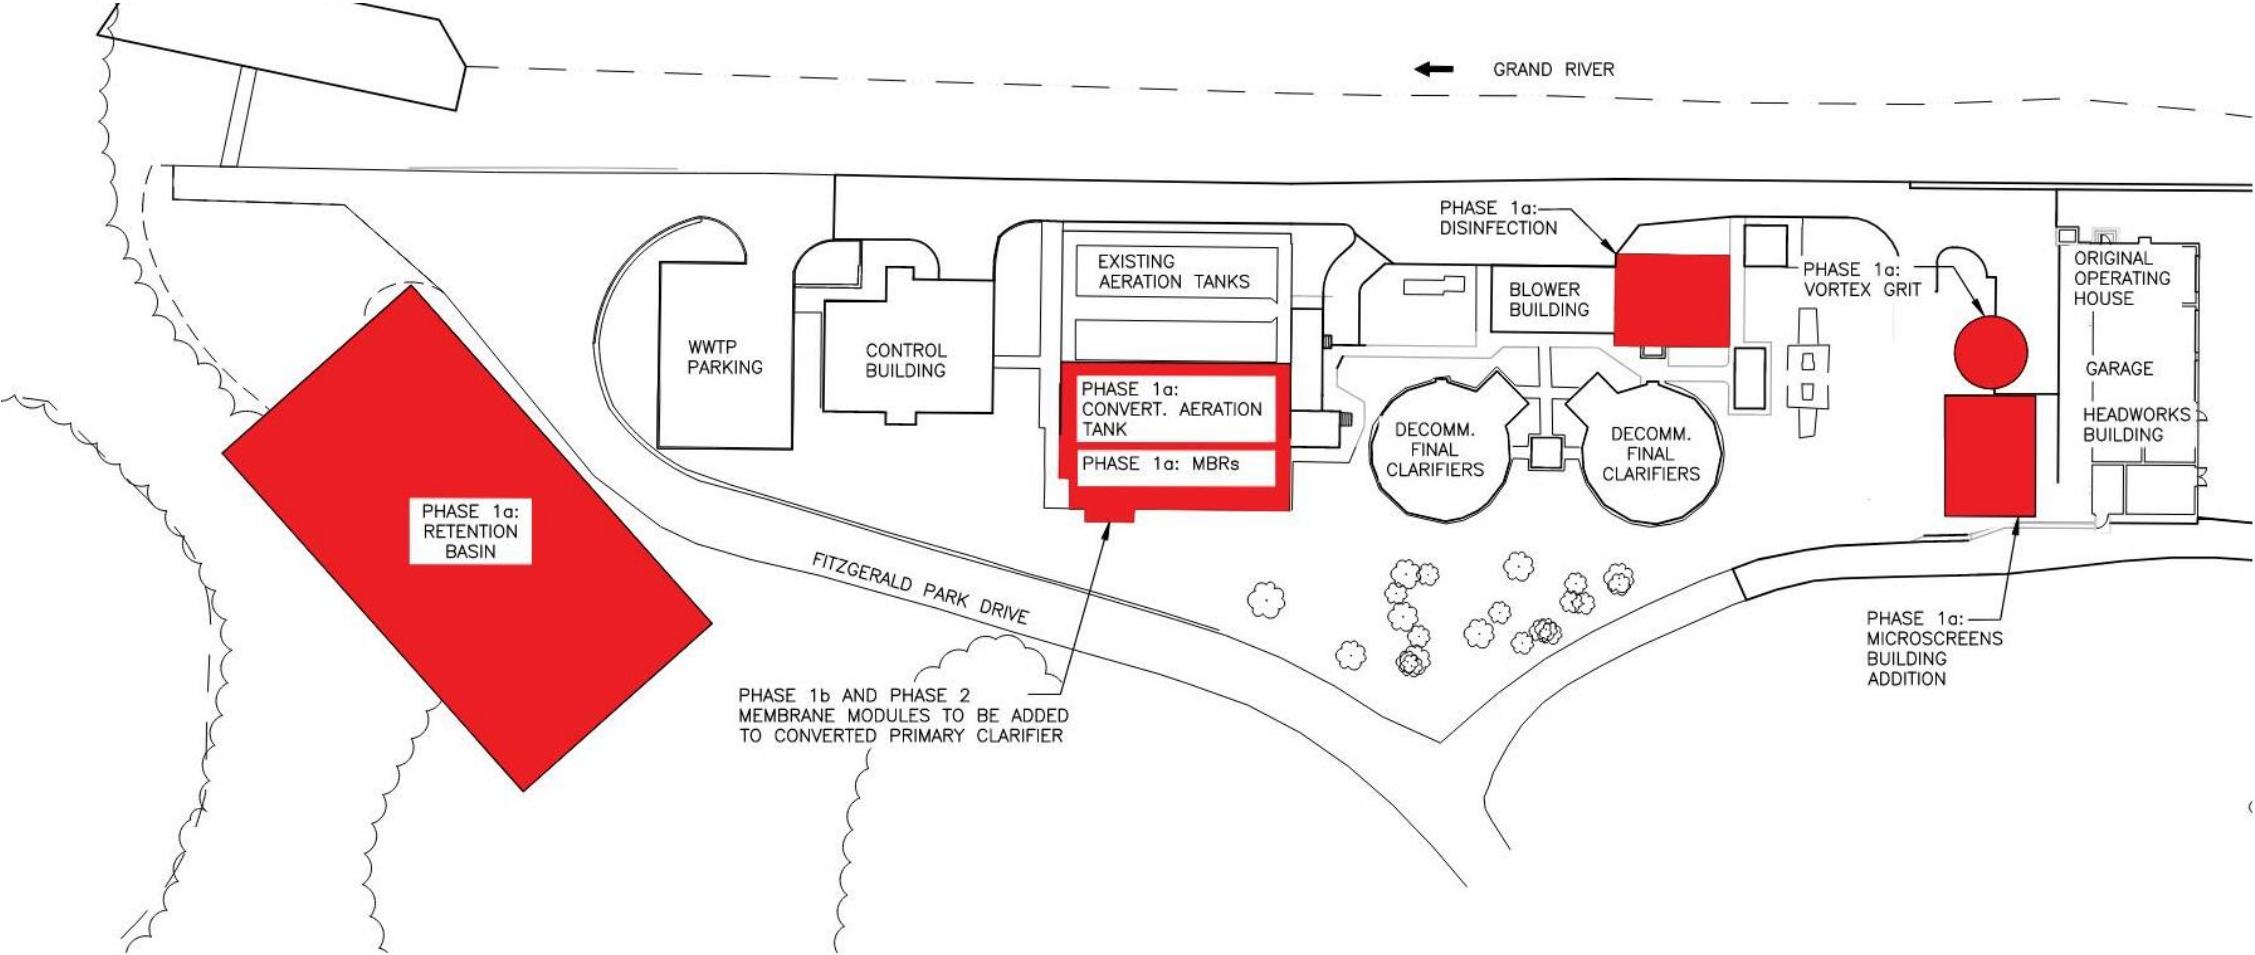 GRAND RIVER
PHASE 1a:
DISINFECTION
EXISTING
AERATION TANKS
BLOWER
BUILDING
PHASE 1a:
VORTEX GRIT
ORIGINAL
OPERATING
HOUSE
GARAGE
HEADWORKS
BUILDING
WWTP
PARKING
CONTROL
BUILDING
PHASE 1a:
CONVERT. AERATION
TANK
PHASE 1a: MBRs
DECOMM.
FINAL
CLARIFIERS
DECOMM.
FINAL
CLARIFIERS
PHASE 1a:
RETENTION
BASIN
FITZGERALD PARK DRIVE
PHASE 1b AND PHASE 2
MEMBRANE MODULES TO BE ADDED
TO CONVERTED PRIMARY CLARIFIER
PHASE 1a:
MICROSCREENS
BUILDING
ADDITION